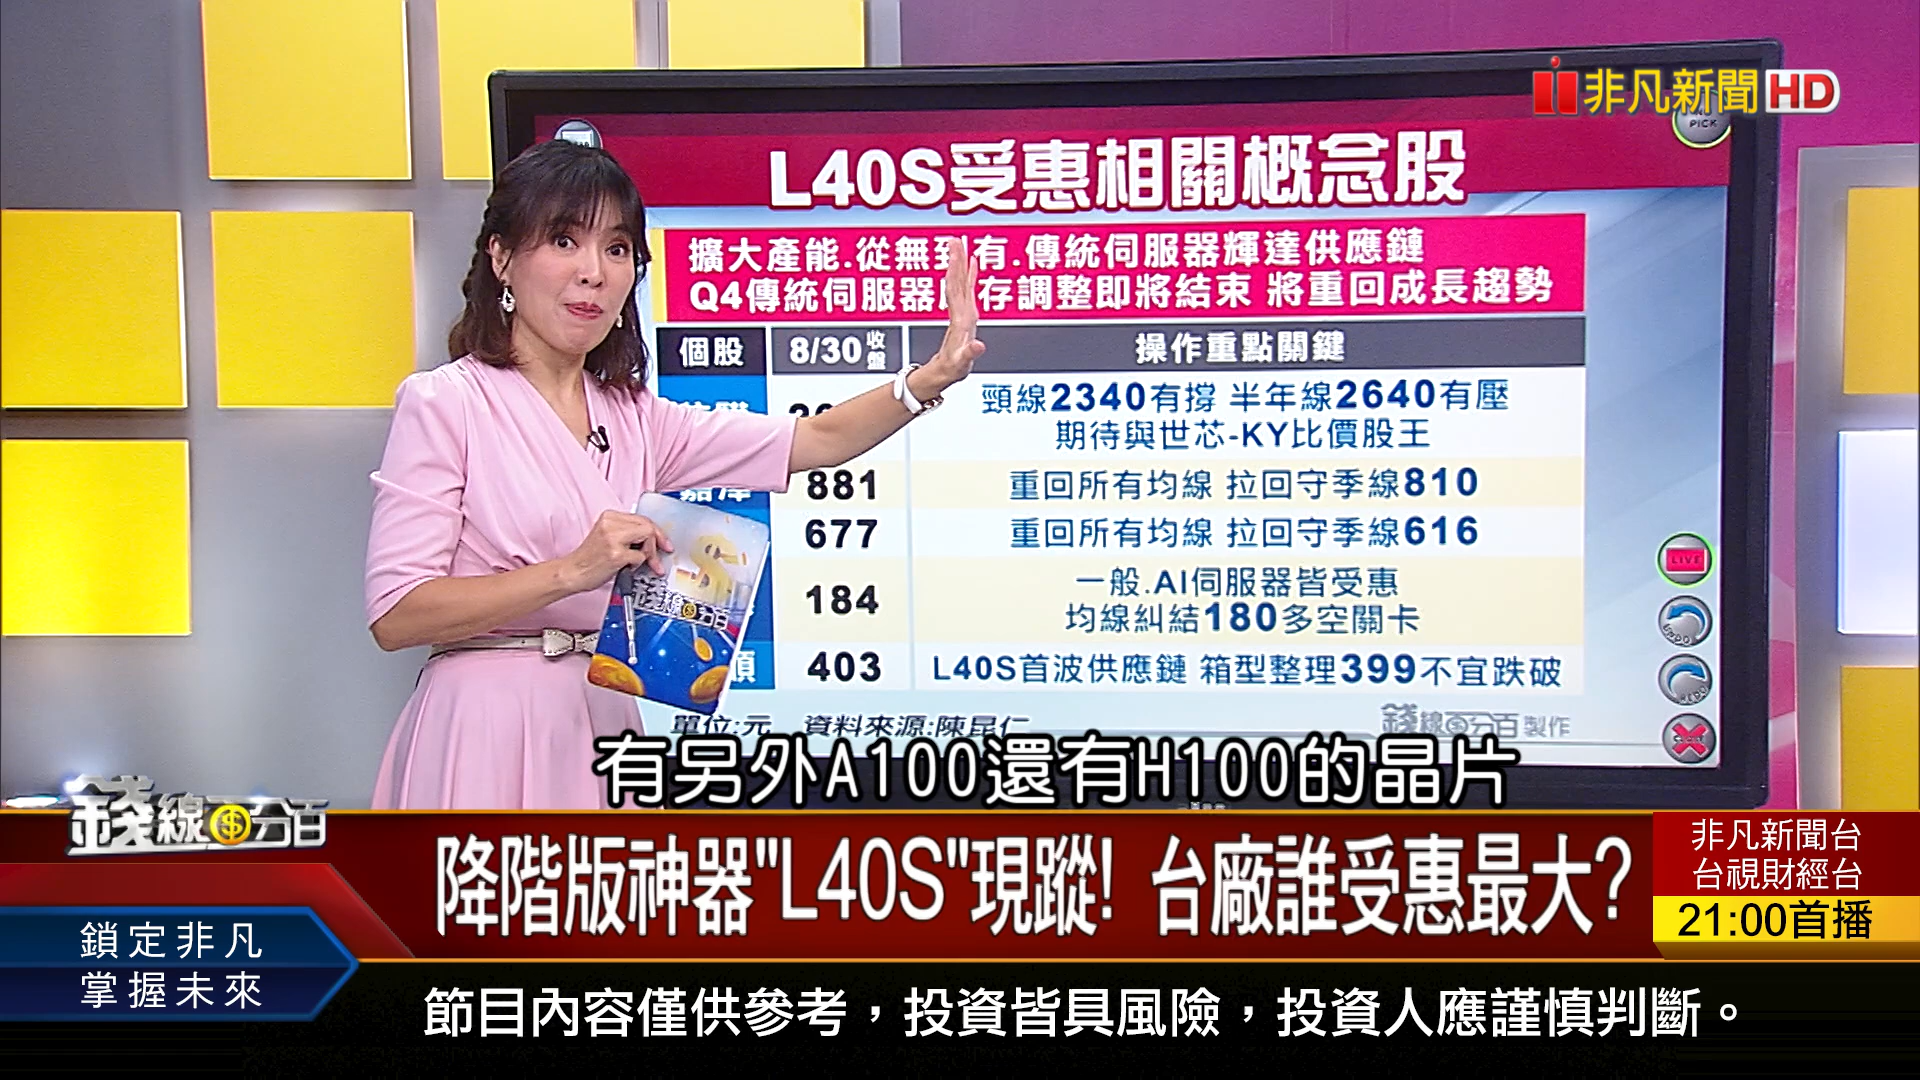 非凡新聞HD
PICK
L40S受惠相關概念股
擴大產能.從無到有.傳統伺服器輝達供應鏈
Q4傳統伺服器 存調整即將結束 將重回成長趨勢
個股 8/30收盤 操作重點關鍵
頸線2340有撐 半年線2640有壓
期待與世芯-KY比價股王
881 重回所有均線 拉回守季線810
677 重回所有均線 拉回守季線616
184 一般.AI伺服器皆受惠
均線糾結180多空關卡
403 L40S首波供應鏈 箱型整理399不宜跌破
單位:元 資料來源:陳昆仁
錢線百分百製作
LIVE
UNDO
REDO
錢線百分百
有另外A100還有H100的晶片
錢線百分百
降階版神器"L40S"現蹤! 台廠誰受惠最大?
非凡新聞台
台視財經台
21:00首播
鎖定非凡
掌握未來
節目內容僅供參考，投資皆具風險，投資人應謹慎判斷。